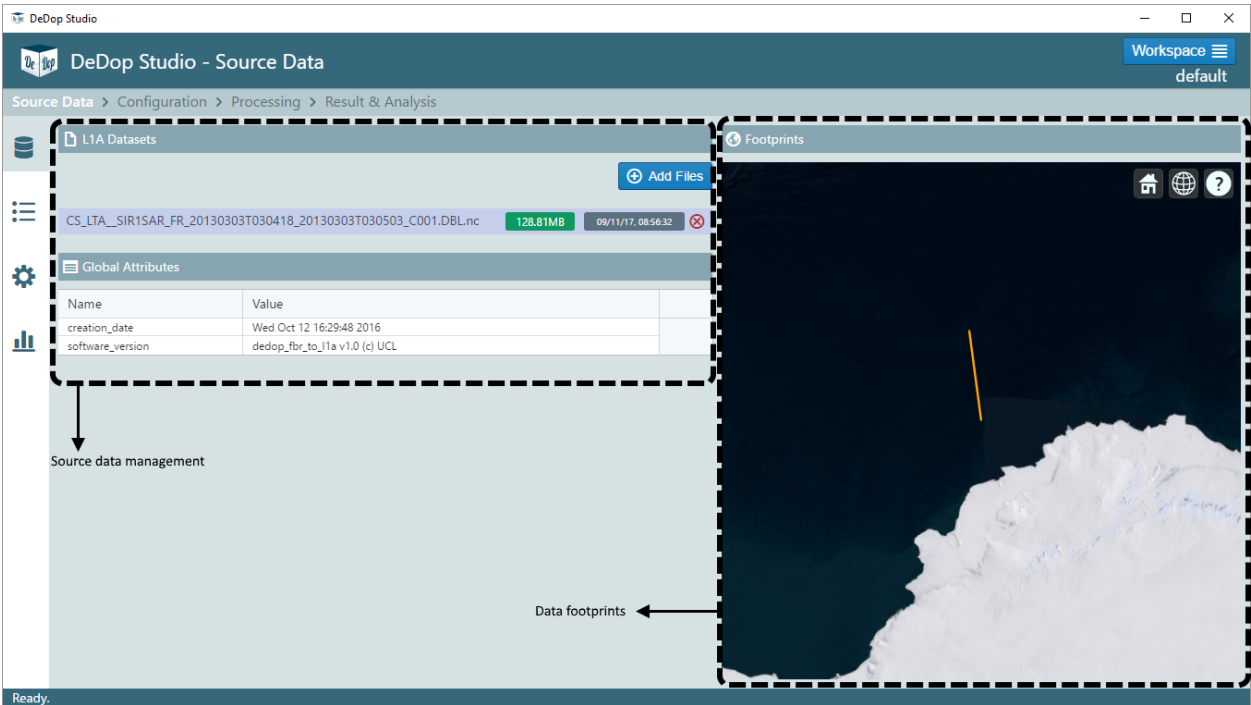 DeDop Studio
De Dop
DeDop Studio - Source Data
Workspace
default
Source Data > Configuration > Processing > Result & Analysis
L1A Datasets
Footprints
Add Files
?
CS_LTA__SIR1SAR_FR_20130303T030418_20130303T030503_C001.DBL.nc 128.81MB 09/11/17, 08:56:32
Global Attributes
Name Value
creation_date Wed Oct 12 16:29:48 2016
software_version dedop_fbr_to_l1a v1.0 (c) UCL
Source data management
Data footprints
Ready.